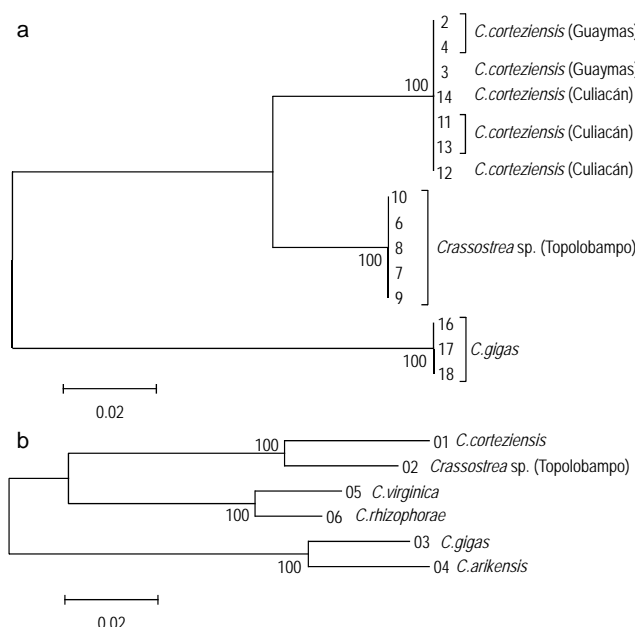 a
2
C.corteziensis (Guaymas)
4
3 C.corteziensis (Guaymas)
100 14 C.corteziensis (Culiacán)
11
C.corteziensis (Culiacán)
13
12 C.corteziensis (Culiacán)
10
6
8 Crassostrea sp. (Topolobampo)
100 7
9
16
17 C.gigas
100
18
0.02
b
01 C.corteziensis
100
02 Crassostrea sp. (Topolobampo)
05 C.virginica
100 06 C.rhizophorae
03 C.gigas
100 04 C.arikensis
0.02